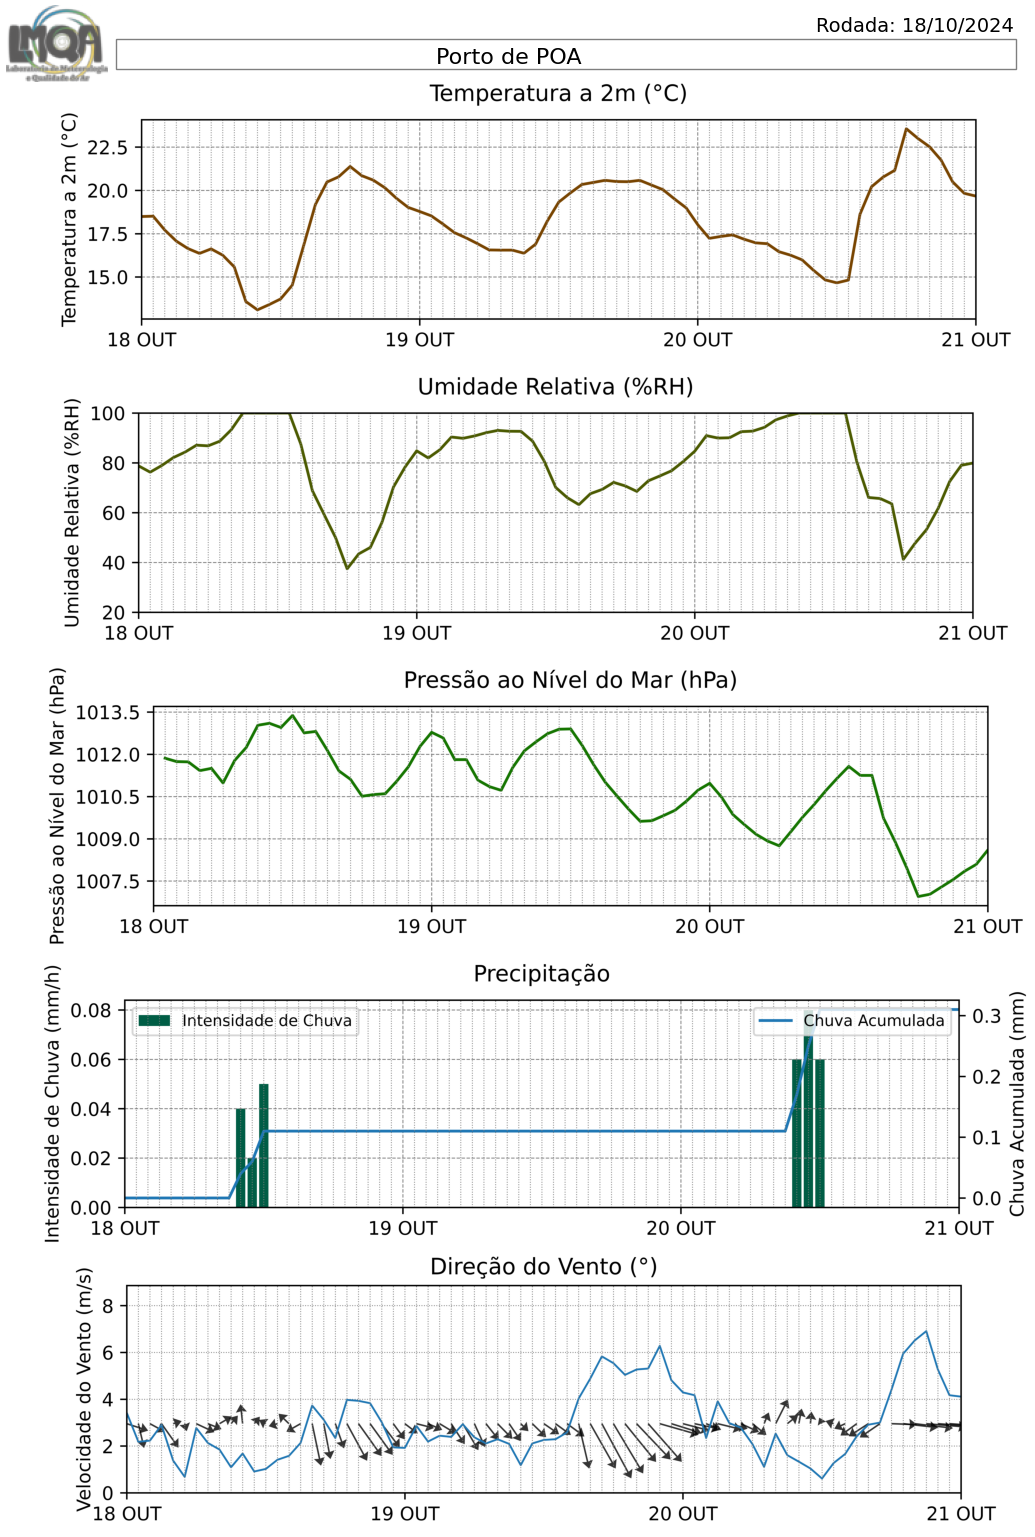 LMQA
Laboratório de Meteorologia
e Qualidade do Ar
Rodada: 18/10/2024
Porto de POA
Temperatura a 2m (°C)
Temperatura a 2m (°C)
22.5
20.0
17.5
15.0
18 OUT 19 OUT 20 OUT 21 OUT
Umidade Relativa (%RH)
Umidade Relativa (%RH)
100
80
60
40
20
18 OUT 19 OUT 20 OUT 21 OUT
Pressão ao Nível do Mar (hPa)
Pressão ao Nível do Mar (hPa)
1013.5
1012.0
1010.5
1009.0
1007.5
18 OUT 19 OUT 20 OUT 21 OUT
Precipitação
Intensidade de Chuva (mm/h)
Chuva Acumulada (mm)
Intensidade de Chuva
Chuva Acumulada
0.08
0.06
0.04
0.02
0.00
0.3
0.2
0.1
0.0
18 OUT 19 OUT 20 OUT 21 OUT
Direção do Vento (°)
Velocidade do Vento (m/s)
8
6
4
2
0
18 OUT 19 OUT 20 OUT 21 OUT